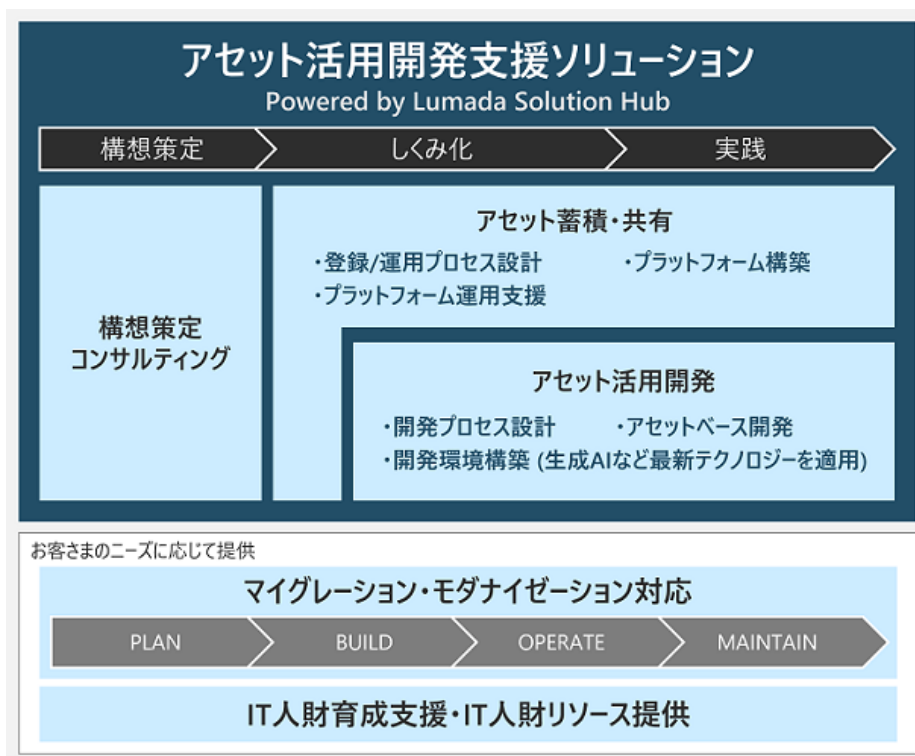 アセット活用開発支援ソリューション
Powered by Lumada Solution Hub
構想策定
しくみ化
実践
構想策定
コンサルティング
アセット蓄積・共有
・登録/運用プロセス設計
・プラットフォーム構築
・プラットフォーム運用支援
アセット活用開発
・開発プロセス設計
・アセットベース開発
・開発環境構築 (生成AIなど最新テクノロジーを適用)
お客さまのニーズに応じて提供
マイグレーション・モダナイゼーション対応
PLAN
BUILD
OPERATE
MAINTAIN
IT人財育成支援・IT人財リソース提供